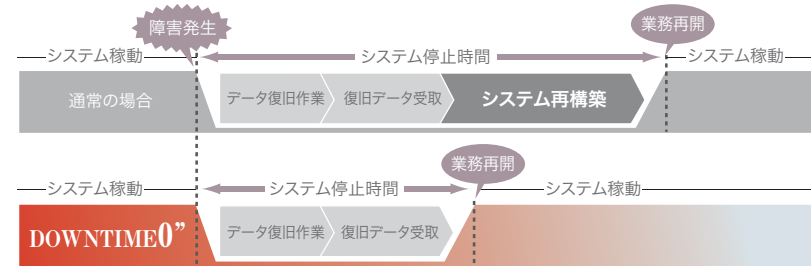 障害発生
業務再開
システム稼動
システム停止時間
システム稼動
通常の場合
データ復旧作業
復旧データ受取
システム再構築
業務再開
システム稼動
システム停止時間
システム稼動
DOWNTIME0”
データ復旧作業
復旧データ受取